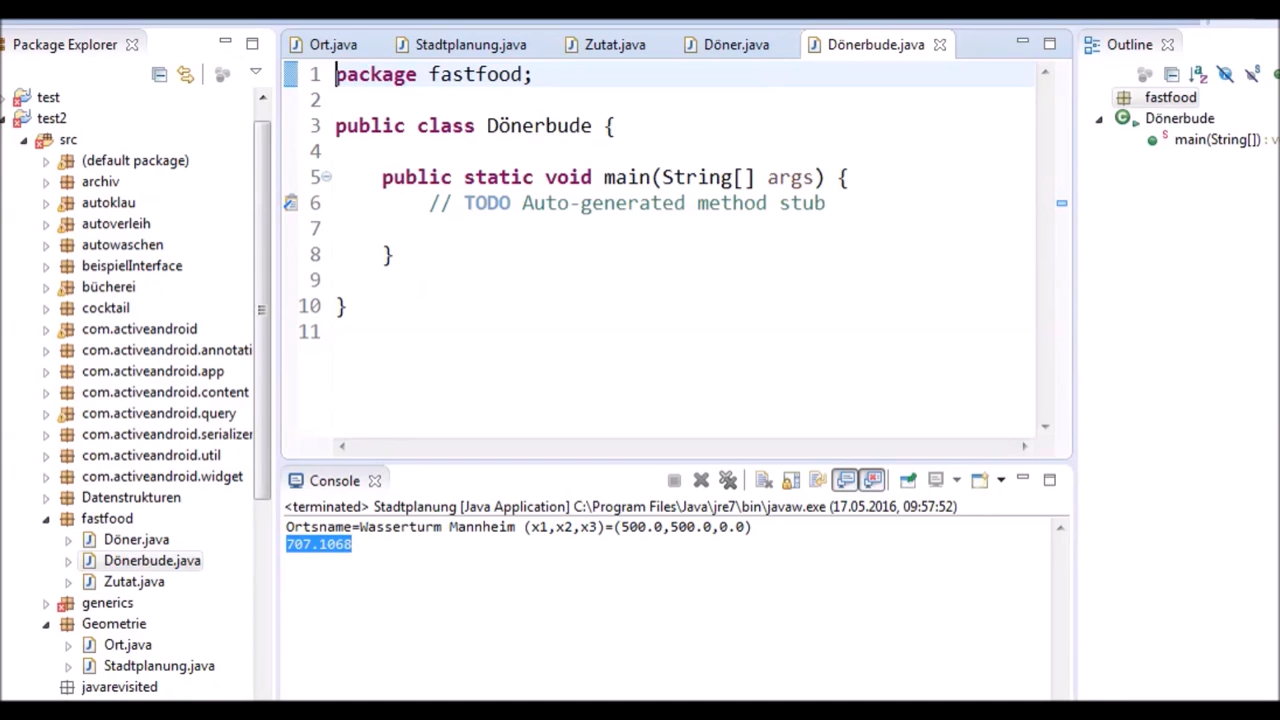 Package Explorer
Ort.java
Stadtplanung.java
Zutat.java
Döner.java
Dönerbude.java
Outline
test
test2
src
(default package)
archiv
autoklau
autoverleih
autowaschen
beispielInterface
bücherei
cocktail
com.activeandroid
com.activeandroid.annotati
com.activeandroid.app
com.activeandroid.content
com.activeandroid.query
com.activeandroid.serializer
com.activeandroid.util
com.activeandroid.widget
Datenstrukturen
fastfood
Döner.java
Dönerbude.java
Zutat.java
generics
Geometrie
Ort.java
Stadtplanung.java
javarevisited
1 package fastfood;
2
3 public class Dönerbude {
4
5 public static void main(String[] args) {
6 // TODO Auto-generated method stub
7
8 }
9
10 }
11
Console
<terminated> Stadtplanung [Java Application] C:\Program Files\Java\jre7\bin\javaw.exe (17.05.2016, 09:57:52)
Ortsname=Wasserturm Mannheim (x1,x2,x3)=(500.0,500.0,0.0)
707.1068
fastfood
Dönerbude
main(String[]) : v